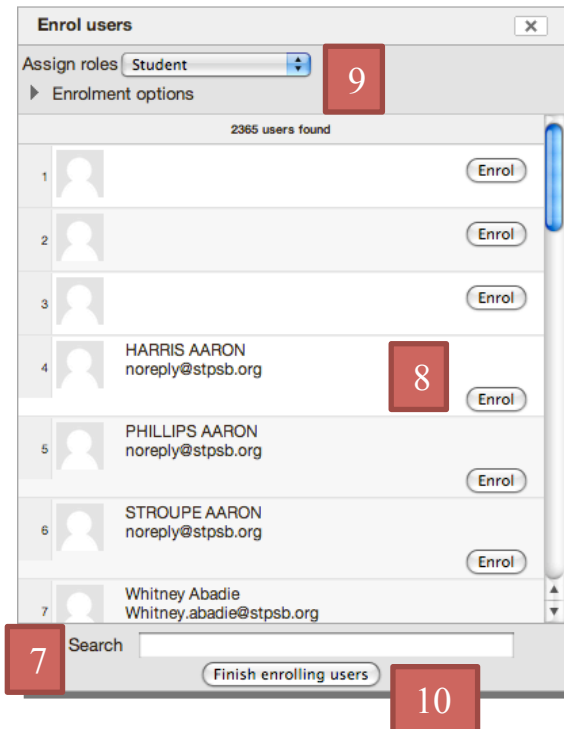 Enrol users
Assign roles Student
9
Enrolment options
2365 users found
1 Enrol
2 Enrol
3 Enrol
HARRIS AARON
4 noreply@stpsb.org
8
Enrol
PHILLIPS AARON
5 noreply@stpsb.org
Enrol
STROUPE AARON
6 noreply@stpsb.org
Enrol
Whitney Abadie
7 Whitney.abadie@stpsb.org
7 Search
Finish enrolling users
10